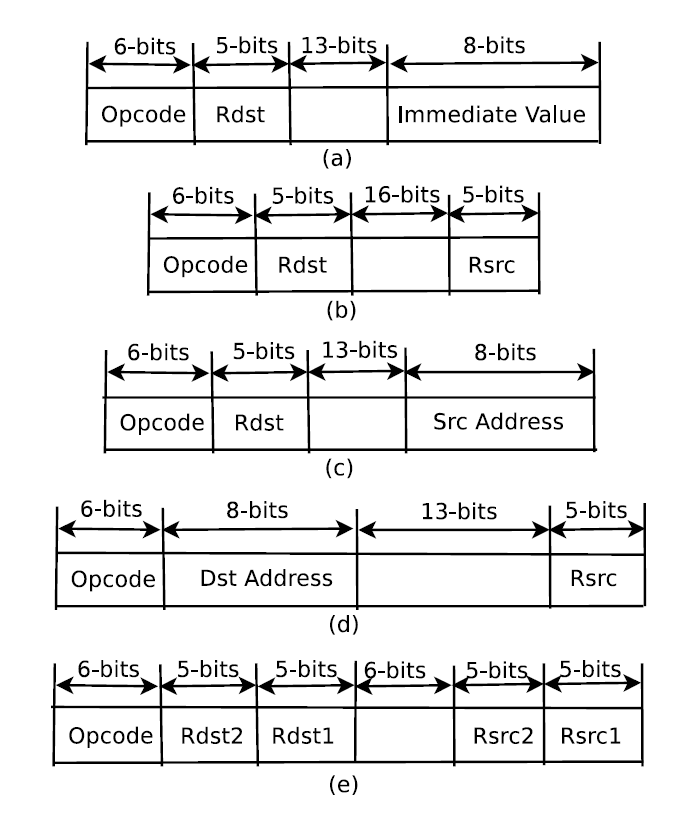 6-bits 5-bits 13-bits 8-bits
Opcode Rdst Immediate Value
(a)
6-bits 5-bits 16-bits 5-bits
Opcode Rdst Rsrc
(b)
6-bits 5-bits 13-bits 8-bits
Opcode Rdst Src Address
(c)
6-bits 8-bits 13-bits 5-bits
Opcode Dst Address Rsrc
(d)
6-bits 5-bits 5-bits 6-bits 5-bits 5-bits
Opcode Rdst2 Rdst1 Rsrc2 Rsrc1
(e)